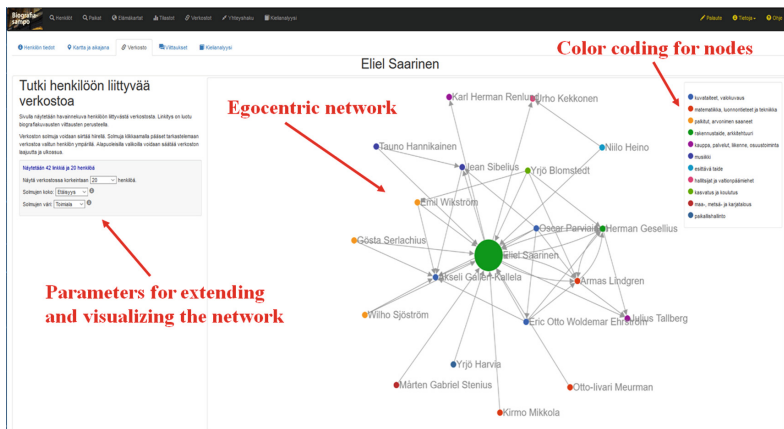 Biografia-
sampo
Henkilöt
Paikat
Elämäkerrat
Tilastot
Verkostot
Yhteyshaku
Kielianalyysi
Palaute
Tietoja
Ohje
Henkilön tiedot
Kartta ja aikajana
Verkosto
Viittaukset
Kielianalyysi
Eliel Saarinen
Color coding for nodes
Tutki henkilöön liittyvää
verkostoa
Sivulla näytetään havainnekuva henkilöön liittyvästä verkostosta. Linkitys on luotu
biografiakuvausten viittausten perusteella.
Verkoston solmuja voidaan siirtää hiirellä. Solmuja klikkaamalla pääset tarkastelemaan
verkostoa valitun henkilön ympärillä. Alapuoleisilla valikoilla voidaan säätää verkoston
laajuutta ja ulkoasua.
Näytetään 42 linkkiä ja 20 henkilöä
Näytä verkostossa korkeintaan 20 henkilöä.
Solmujen koko: Etäisyys
Solmujen väri: Toimiala
Parameters for extending
and visualizing the network
Egocentric network
Karl Herman Renlund
Urho Kekkonen
Tauno Hannikainen
Jean Sibelius
Niilo Heino
Yrjö Blomstedt
Emil Wikström
Oscar Parviainen
Herman Gesellius
Gösta Serlachius
Eliel Saarinen
Akseli Gallen-Kallela
Armas Lindgren
Wilho Sjöström
Eric Otto Woldemar Ehrström
Julius Tallberg
Yrjö Harvia
Mårten Gabriel Stenius
Otto-Iivari Meurman
Kirmo Mikkola
kuvataiteet, valokuvaus
matematiikka, luonnontieteet ja tekniikka
palkitut, arvonimen saaneet
rakennustaide, arkkitehtuuri
kauppa, palvelut, liikenne, osuustoiminta
musiikki
esittävä taide
hallitsijat ja valtionpäämiehet
kasvatus ja koulutus
maa-, metsä- ja karjatalous
paikallishallinto